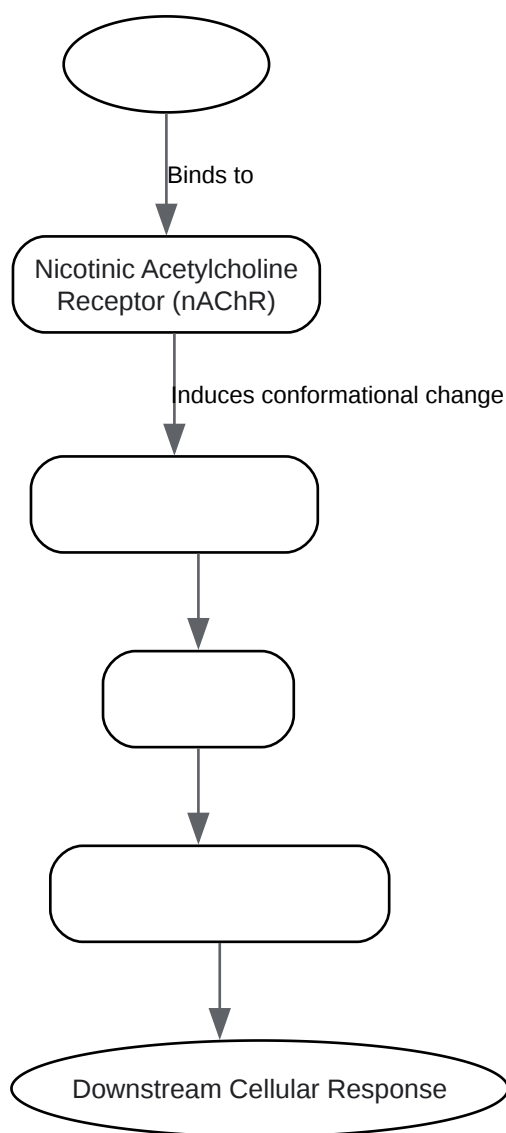 Binds to
Nicotinic Acetylcholine
Receptor (nAChR)
Induces conformational change
Downstream Cellular Response